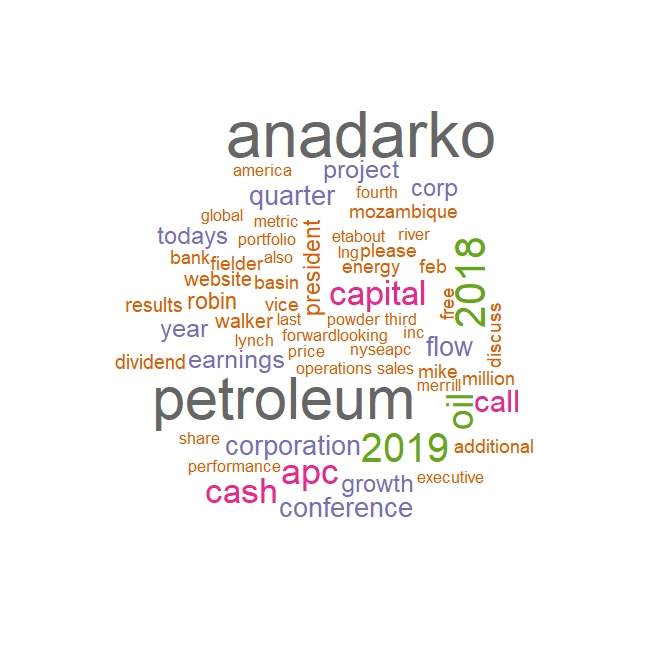 anadarko
america project
quarter fourth corp
global metric mozambique
todays portfolio president etabout river
bank fielder also lng please 2018
website basin energy feb
results robin vice capital free
year walker last powder third discuss
lynch forwardlooking inc
dividend earnings price nyseapc flow
operations sales mike million
petroleum merrill oil call
share corporation 2019 additional
performance apc executive
cash growth
conference